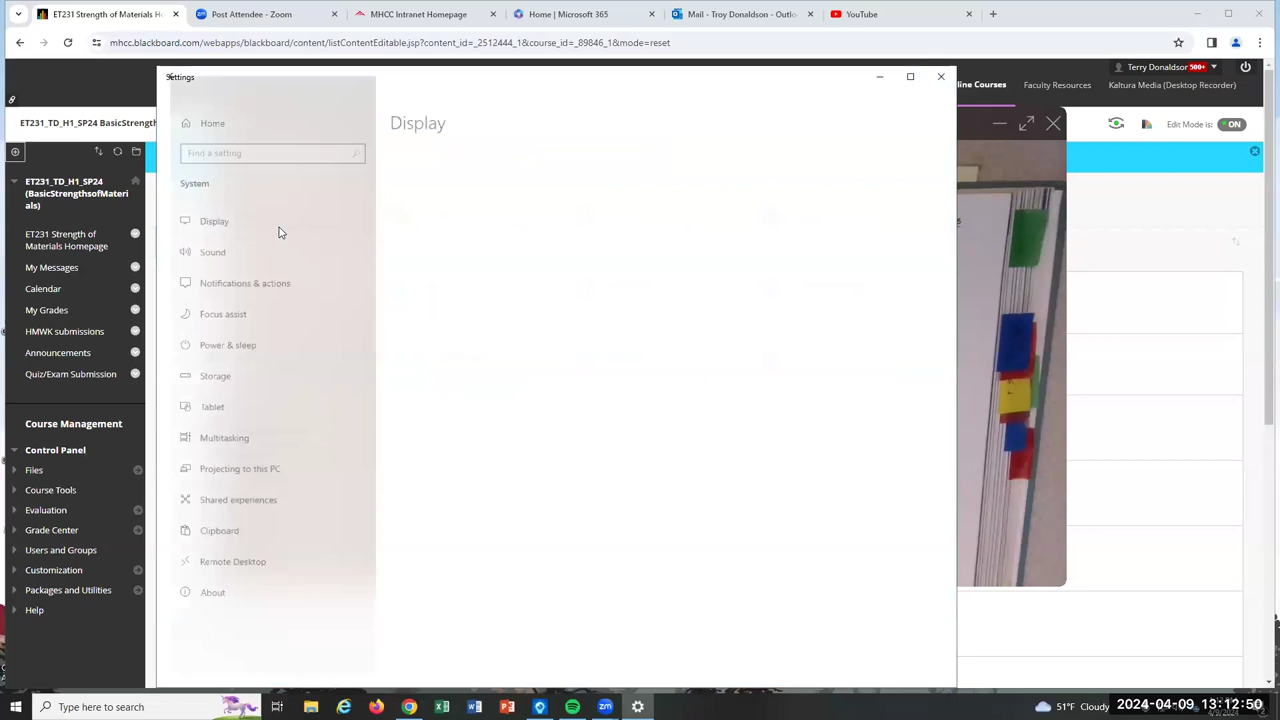 ET231 Strength of Materials H
Post Attendee - Zoom
MHCC Intranet Homepage
Home | Microsoft 365
Mail - Troy Donaldson - Outlo
YouTube
mhcc.blackboard.com/webapps/blackboard/content/listContentEditable.jsp?content_id=_2512444_1&course_id=_89846_1&mode=reset
Terry Donaldson 500+
line Courses
Faculty Resources
Kaltura Media (Desktop Recorder)
ET231_TD_H1_SP24 BasicStrength
Edit Mode is: ON
ET231_TD_H1_SP24
(BasicStrengthsofMateri
als)
ET231 Strength of
Materials Homepage
My Messages
Calendar
My Grades
HMWK submissions
Announcements
Quiz/Exam Submission
Course Management
Control Panel
Files
Course Tools
Evaluation
Grade Center
Users and Groups
Customization
Packages and Utilities
Help
Settings
Home
Find a setting
System
Display
Sound
Notifications & actions
Focus assist
Power & sleep
Storage
Tablet
Multitasking
Projecting to this PC
Shared experiences
Clipboard
Remote Desktop
About
Display
Type here to search
51°F Cloudy
2024-04-09 13:12:50